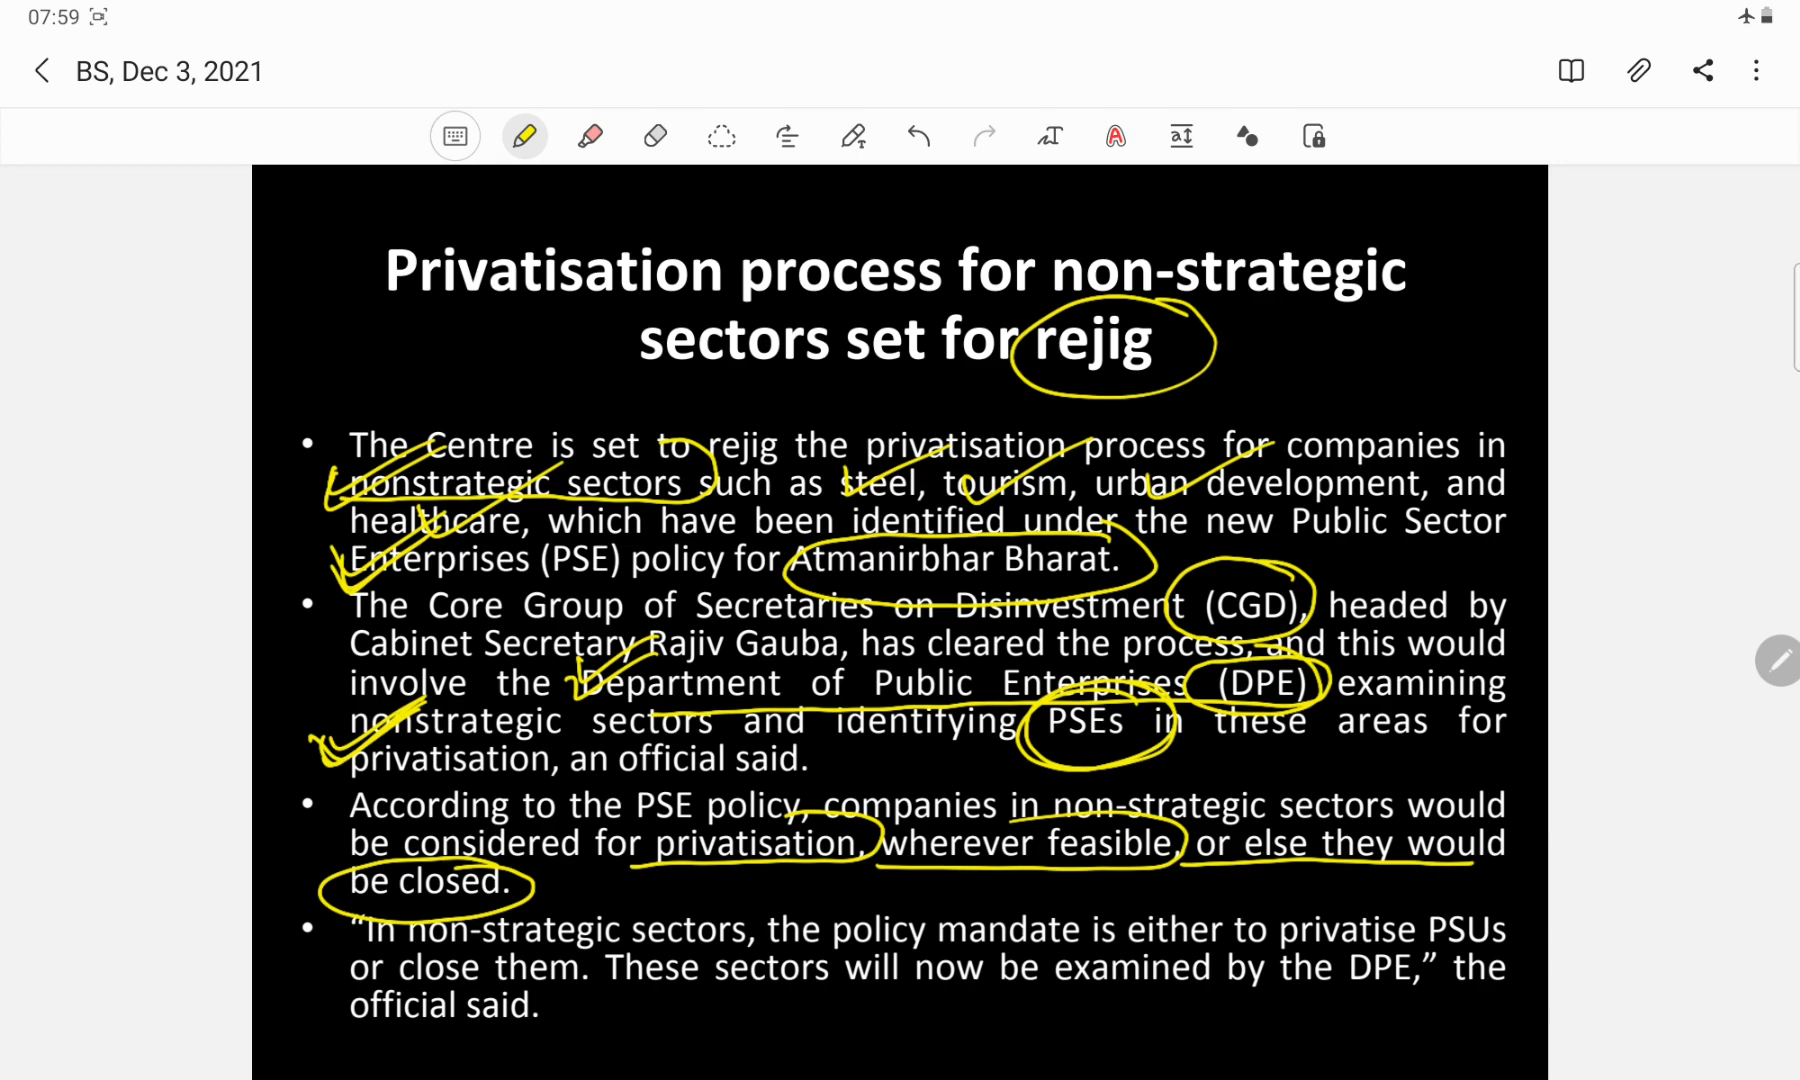 07:59
BS, Dec 3, 2021
Privatisation process for non-strategic
sectors set for rejig
• The Centre is set to rejig the privatisation process for companies in
nonstrategic sectors such as steel, tourism, urban development, and
healthcare, which have been identified under the new Public Sector
Enterprises (PSE) policy for Atmanirbhar Bharat.
• The Core Group of Secretaries on Disinvestment (CGD), headed by
Cabinet Secretary Rajiv Gauba, has cleared the process, and this would
involve the Department of Public Enterprises (DPE) examining
nonstrategic sectors and identifying PSEs in these areas for
privatisation, an official said.
• According to the PSE policy, companies in non-strategic sectors would
be considered for privatisation, wherever feasible, or else they would
be closed.
• “In non-strategic sectors, the policy mandate is either to privatise PSUs
or close them. These sectors will now be examined by the DPE,” the
official said.